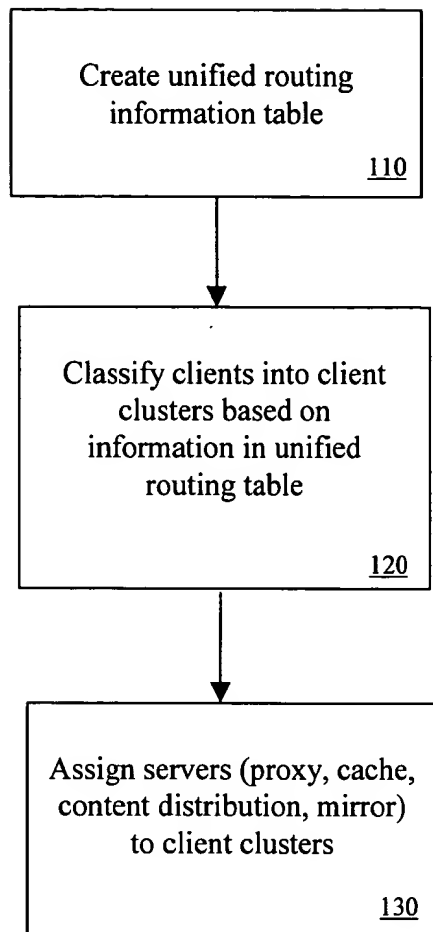 Create unified routing
information table
110
Classify clients into client
clusters based on
information in unified
routing table
120
Assign servers (proxy, cache,
content distribution, mirror)
to client clusters
130